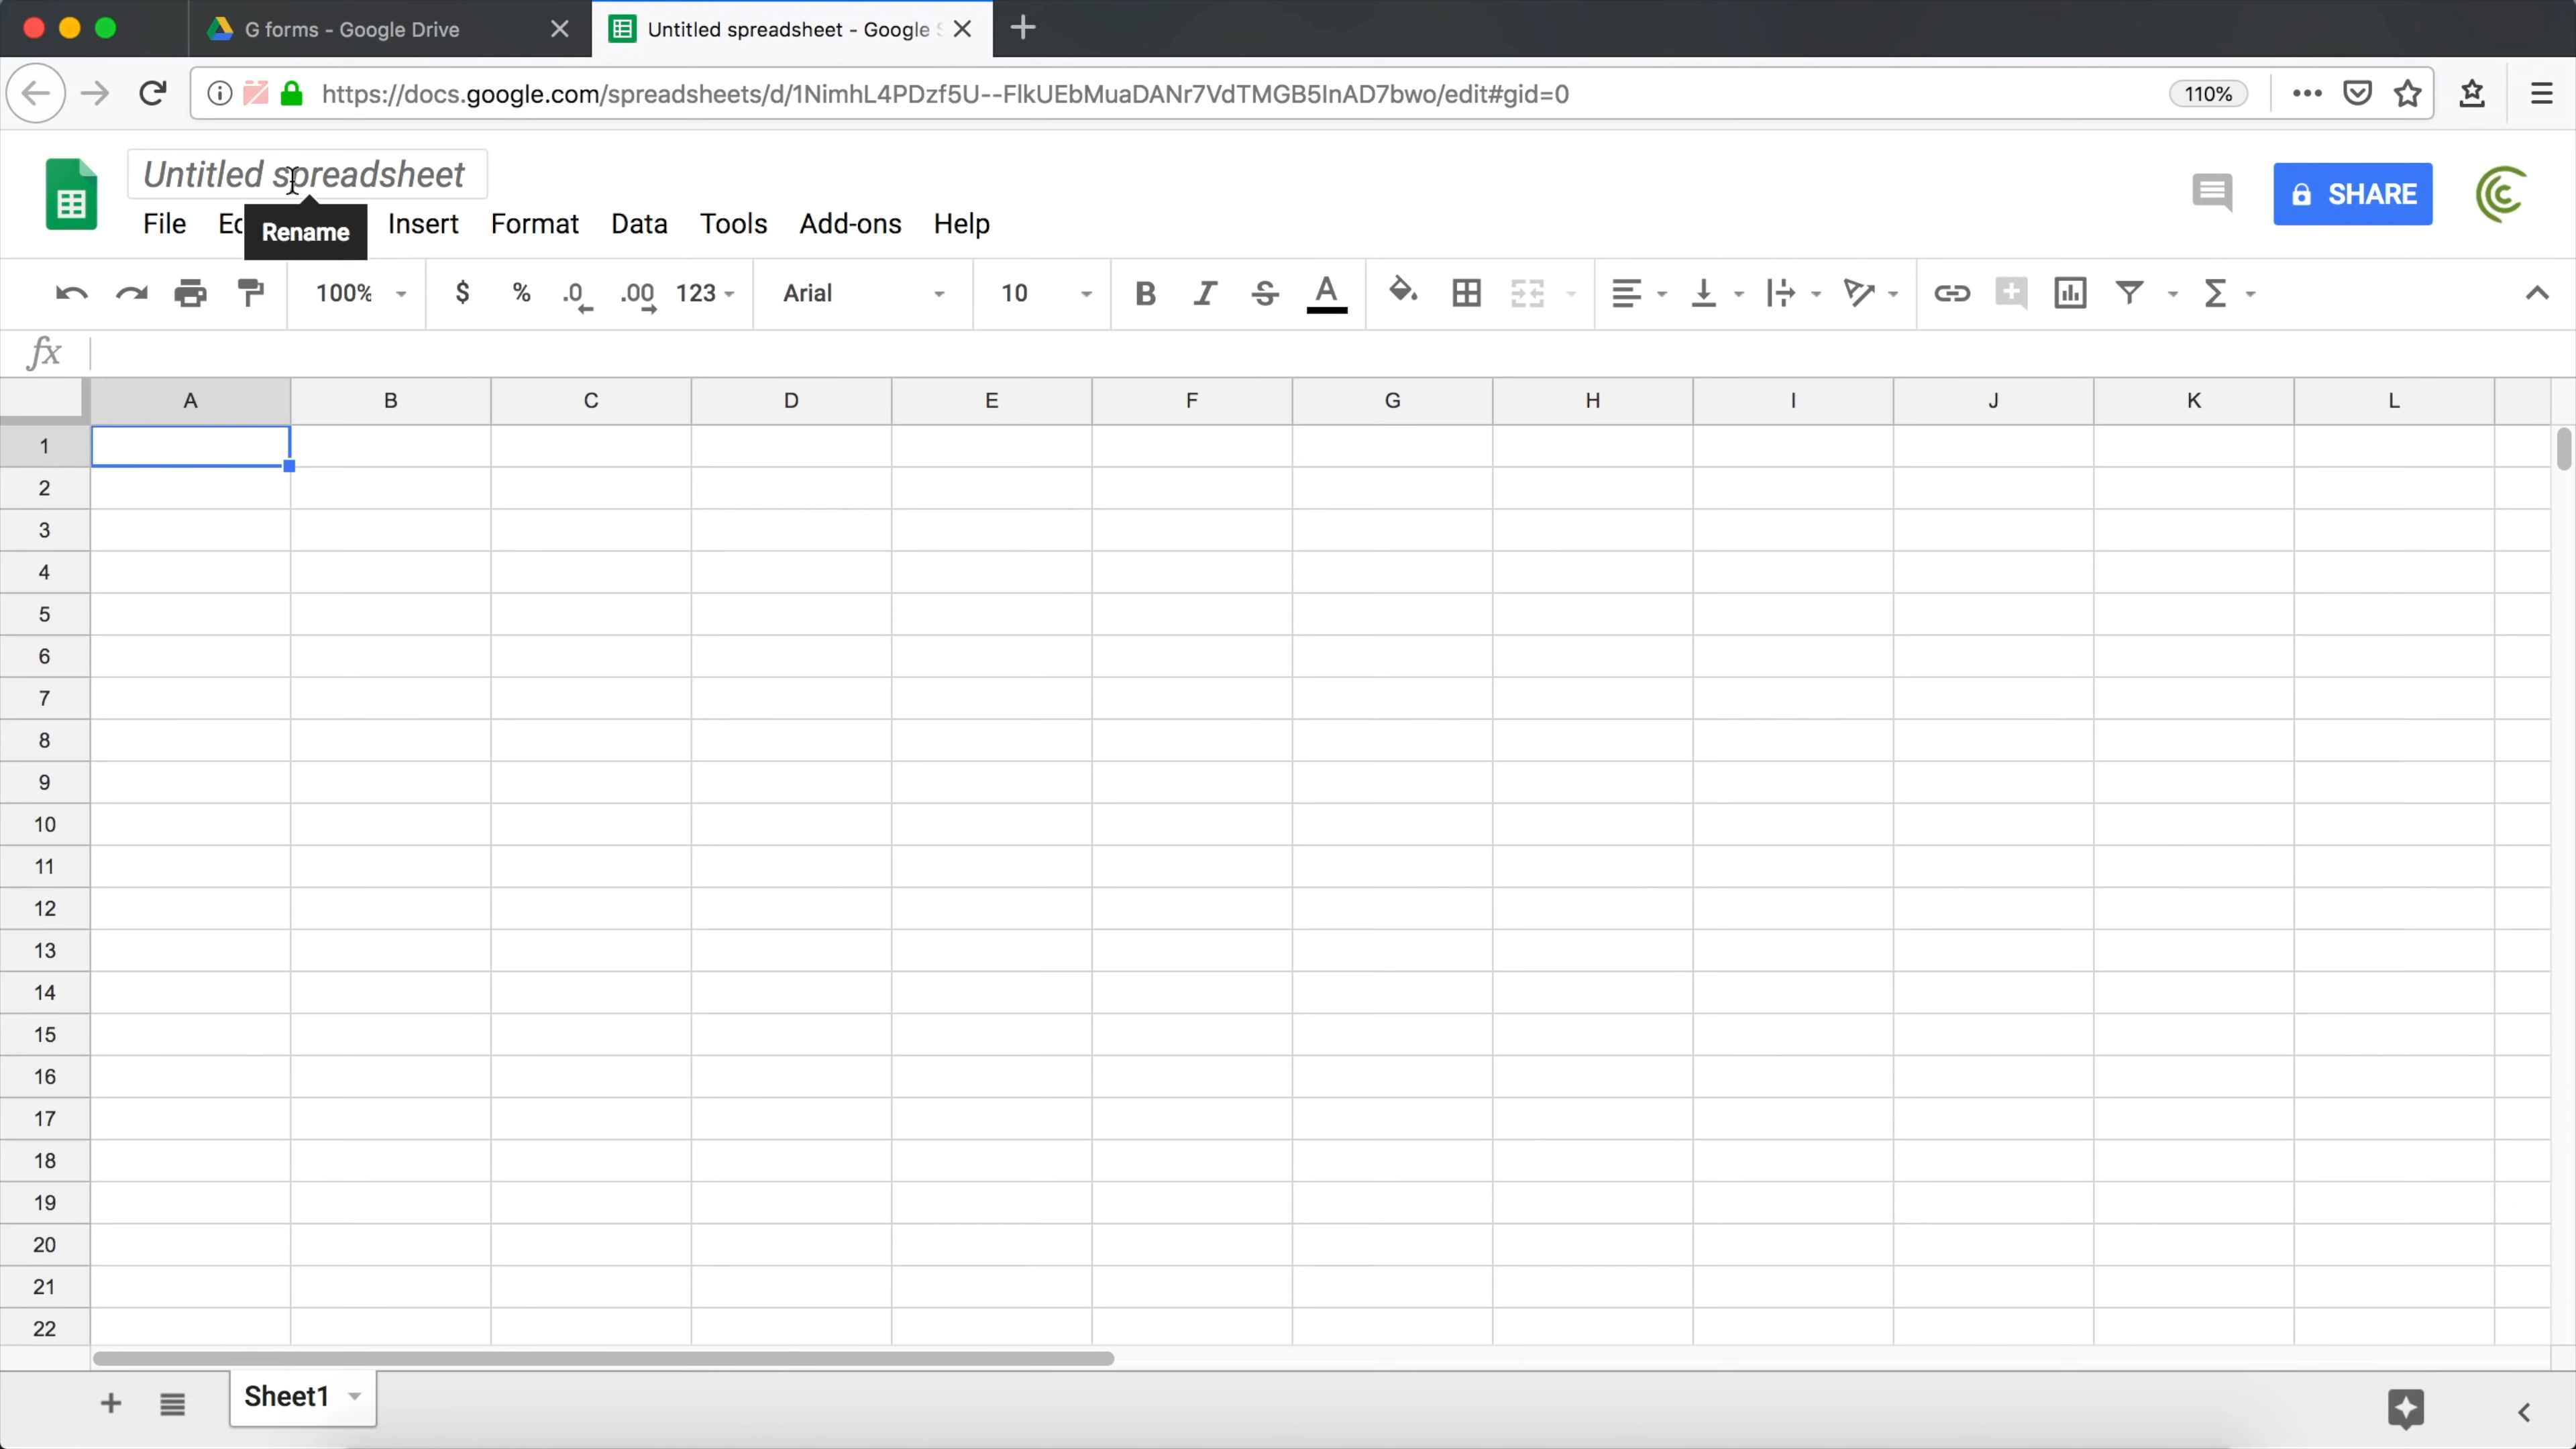 G forms - Google Drive
Untitled spreadsheet - Google S
https://docs.google.com/spreadsheets/d/1NimhL4PDzf5U--FlkUEbMuaDANr7VdTMGB5InAD7bwo/edit#gid=0
110%
Untitled spreadsheet
SHARE
File Ed Insert Format Data Tools Add-ons Help
Rename
100% $ % .0 .00 123 Arial 10 B I S A
fx
A B C D E F G H I J K L
1
2
3
4
5
6
7
8
9
10
11
12
13
14
15
16
17
18
19
20
21
22
Sheet1